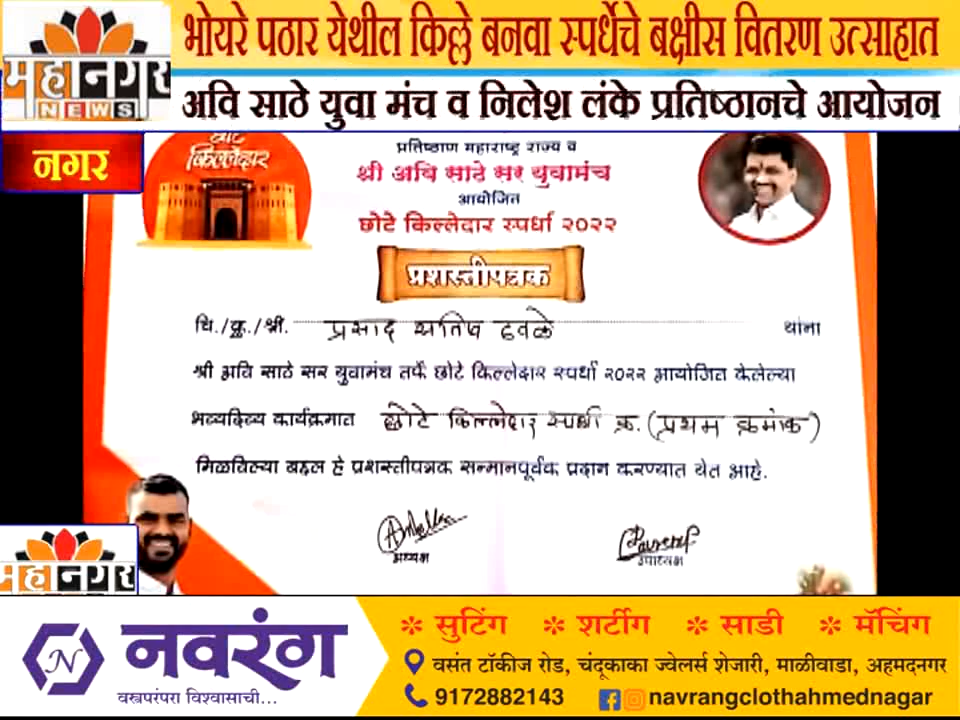 भोयरे पठार येथील किल्ले बनवा स्पर्धेचे बक्षीस वितरण उत्साहात
महानगर
NEWS
अवि साठे युवा मंच व निलेश लंके प्रतिष्ठानचे आयोजन
नगर
किल्लेदार
प्रतिष्ठाण महाराष्ट्र राज्य व
श्री अवि साठे सर युवामंच
आयोजित
छोटे किल्लेदार स्पर्धा २०२२
प्रशस्तीपत्रक
चि./कु./श्री. प्रसाद सतिष ढवळे यांना
श्री अवि साठे सर युवामंच तर्फे छोटे किल्लेदार स्पर्धा २०२२ आयोजित केलेल्या
भव्यदिव्य कार्यक्रमात छोटे किल्लेदार स्पर्धा क्र. (प्रथम क्रमांक)
मिळविल्या बद्दल हे प्रशस्तीपत्रक सन्मानपूर्वक प्रदान करण्यात येत आहे.
अध्यक्ष
उपाध्यक्ष
महानगर
N नवरंग
वस्त्रपरंपरा विश्वासाची...
* सुटिंग * शर्टींग * साडी * मॅचिंग
वसंत टॉकीज रोड, चंदूकाका ज्वेलर्स शेजारी, माळीवाडा, अहमदनगर
9172882143 navrangclothahmednagar